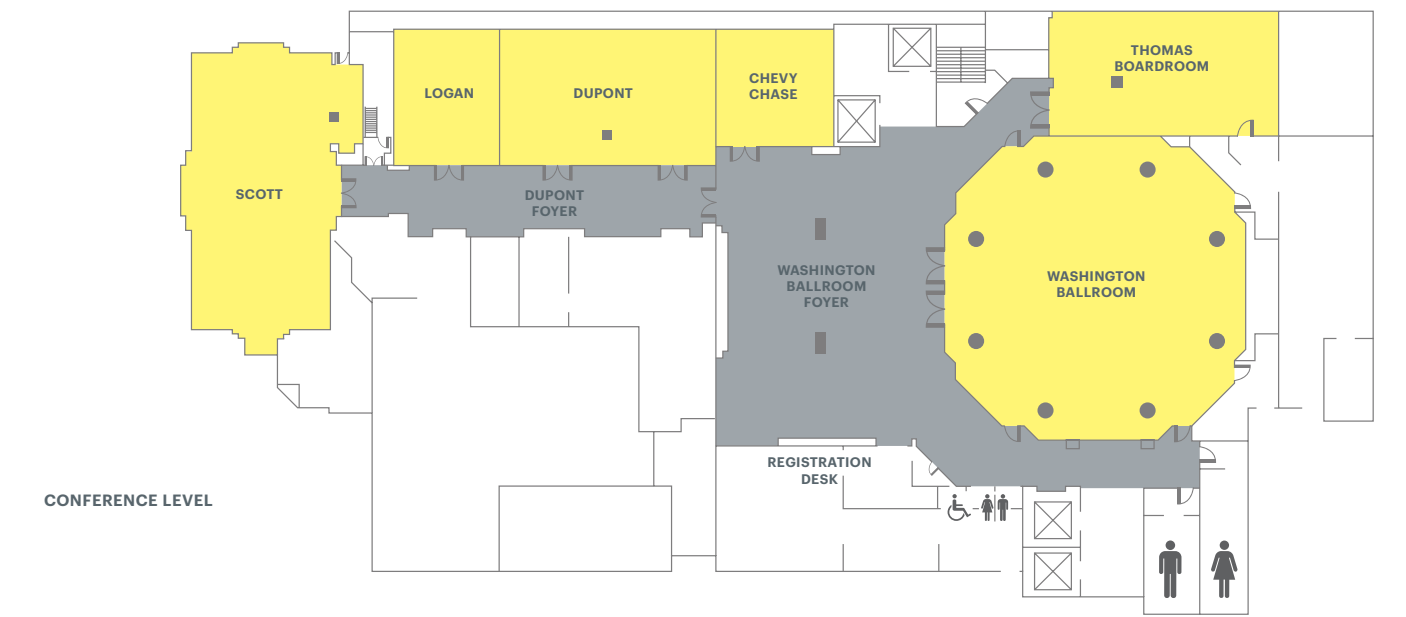 THOMAS
BOARDROOM
LOGAN
DUPONT
CHEVY
CHASE
SCOTT
DUPONT
FOYER
WASHINGTON
BALLROOM
FOYER
WASHINGTON
BALLROOM
REGISTRATION
DESK
CONFERENCE LEVEL